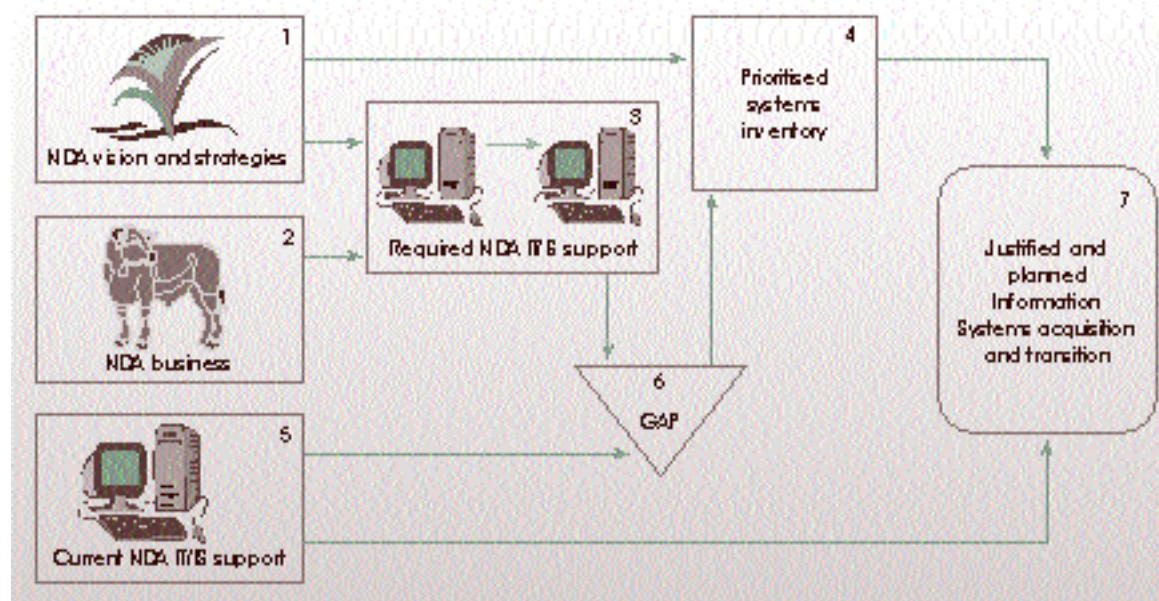 1
NDA vision and strategies
2
NDA business
3
Required NDA IT/IS support
4
Prioritised
systems
inventory
5
Current NDA IT/IS support
6
GAP
7
Justified and
planned
Information
Systems acquisition
and transition